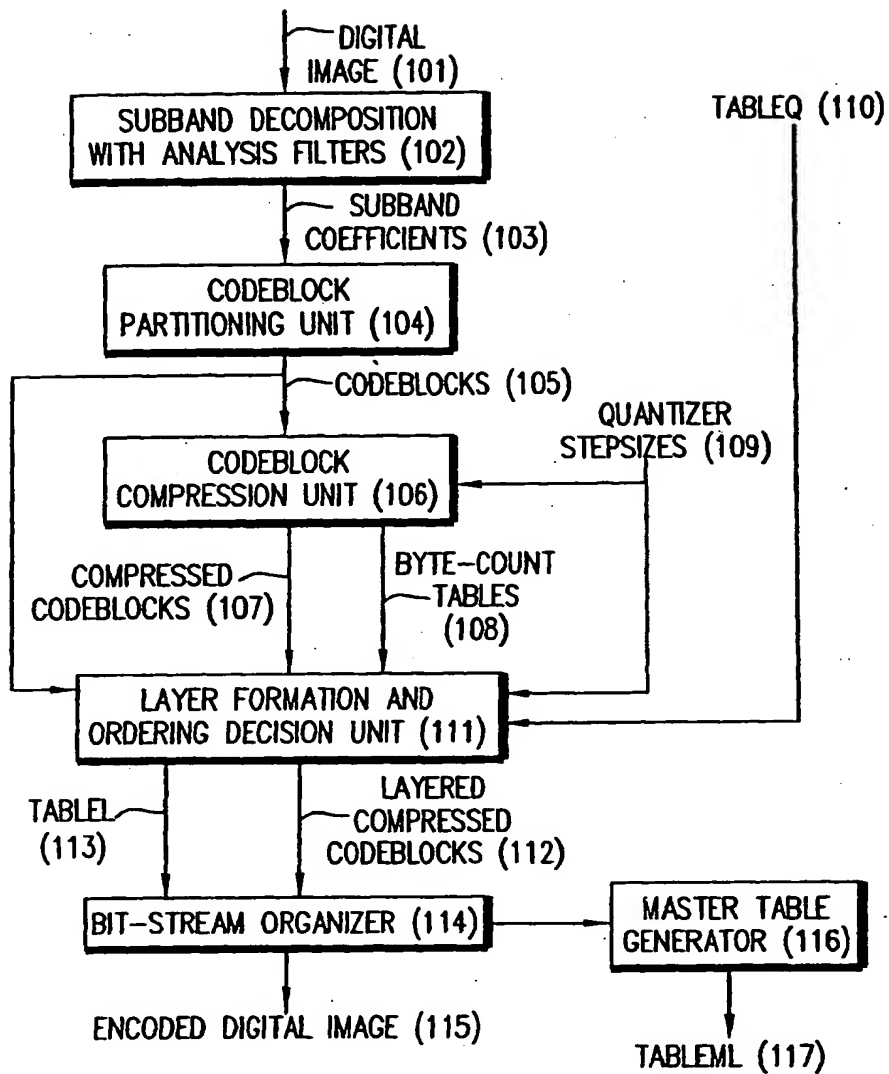 DIGITAL
IMAGE (101)
SUBBAND DECOMPOSITION
WITH ANALYSIS FILTERS (102)
TABLEQ (110)
SUBBAND
COEFFICIENTS (103)
CODEBLOCK
PARTITIONING UNIT (104)
CODEBLOCKS (105)
QUANTIZER
STEPSIZES (109)
CODEBLOCK
COMPRESSION UNIT (106)
COMPRESSED
CODEBLOCKS (107)
BYTE-COUNT
TABLES
(108)
LAYER FORMATION AND
ORDERING DECISION UNIT (111)
TABLEL
(113)
LAYERED
COMPRESSED
CODEBLOCKS (112)
BIT-STREAM ORGANIZER (114)
MASTER TABLE
GENERATOR (116)
ENCODED DIGITAL IMAGE (115)
TABLEML (117)